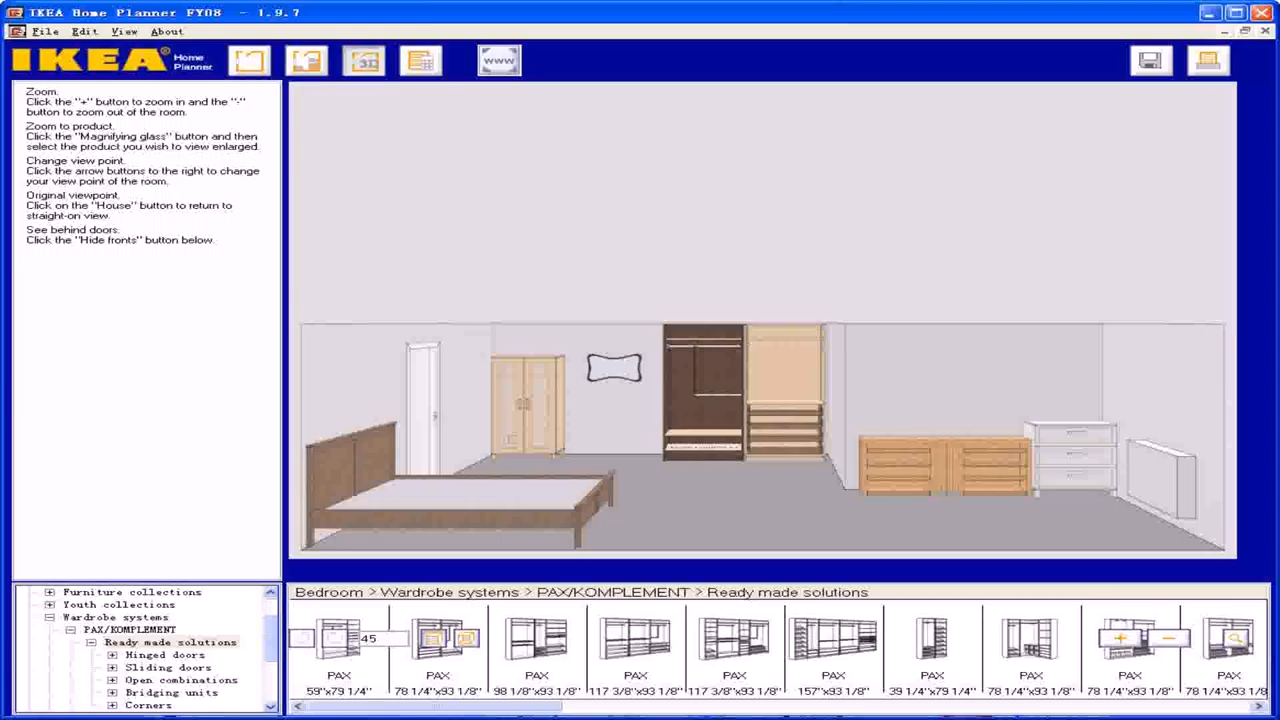 IKEA Home Planner FY08 - 1.9.7
File Edit View About
IKEA® Home Planner
3D
www
Zoom.
Click the "+" button to zoom in and the "-"
button to zoom out of the room.
Zoom to product.
Click the "Magnifying glass" button and then
select the product you wish to view enlarged.
Change view point.
Click the arrow buttons to the right to change
your view point of the room.
Original viewpoint.
Click on the "House" button to return to
straight-on view.
See behind doors.
Click the "Hide fronts" button below.
Furniture collections
Youth collections
Wardrobe systems
PAX/KOMPLEMENT
Ready made solutions
Hinged doors
Sliding doors
Open combinations
Bridging units
Corners
Bedroom > Wardrobe systems > PAX/KOMPLEMENT > Ready made solutions
45
PAX PAX PAX PAX PAX PAX PAX PAX PAX PAX
59"x79 1/4" 78 1/4"x93 1/8" 98 1/8"x93 1/8" 117 3/8"x93 1/8" 117 3/8"x93 1/8" 157"x93 1/8" 39 1/4"x79 1/4" 78 1/4"x93 1/8" 78 1/4"x93 1/8" 78 1/4"x93 1/8"